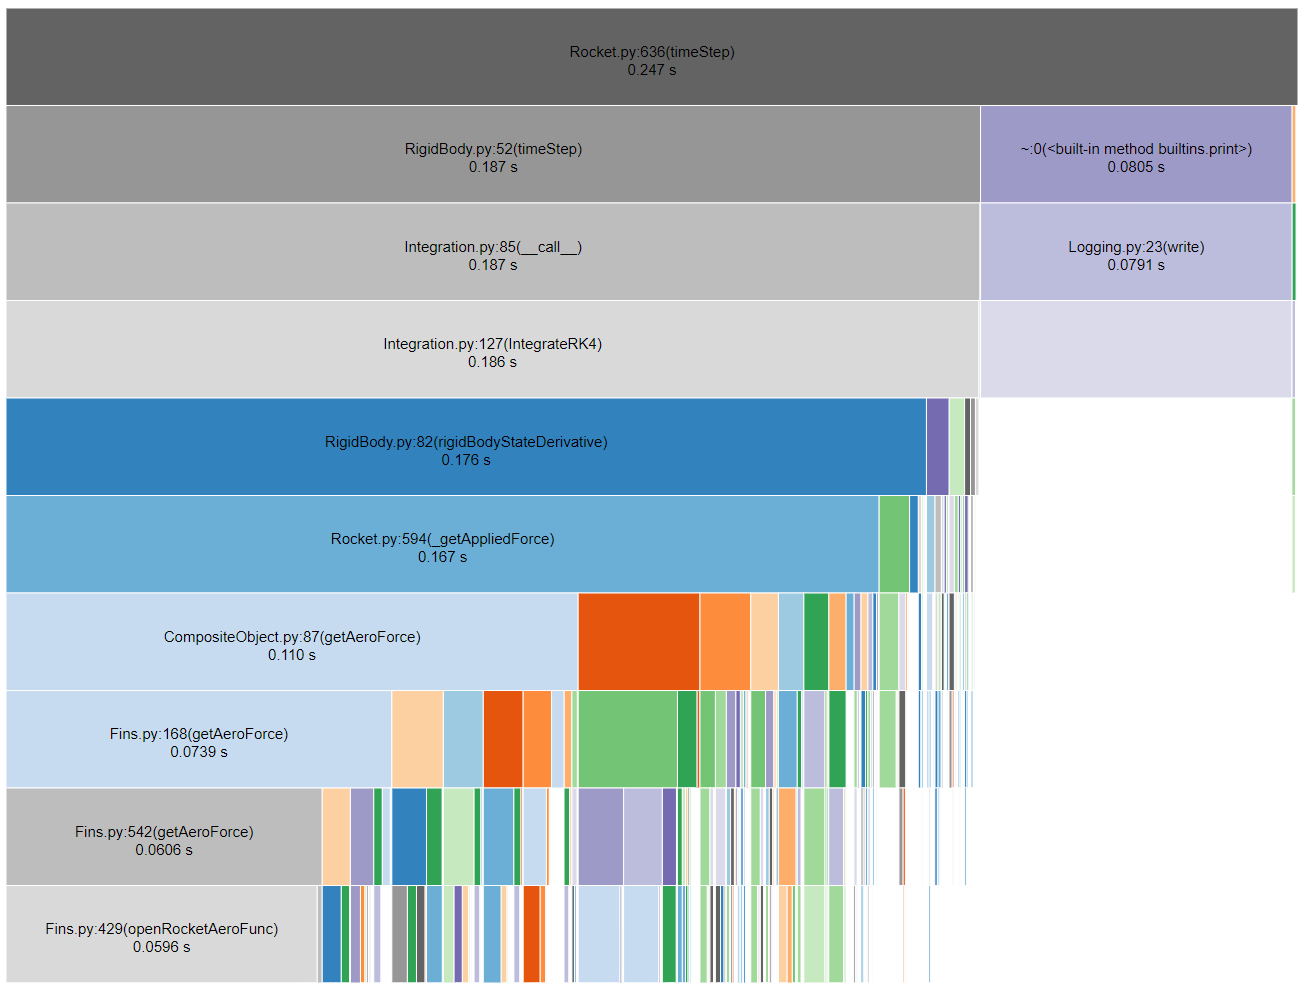 Rocket.py:636(timeStep)
0.247 s
RigidBody.py:52(timeStep)
0.187 s
~:0(<built-in method builtins.print>)
0.0805 s
Integration.py:85(__call__)
0.187 s
Logging.py:23(write)
0.0791 s
Integration.py:127(IntegrateRK4)
0.186 s
RigidBody.py:82(rigidBodyStateDerivative)
0.176 s
Rocket.py:594(_getAppliedForce)
0.167 s
CompositeObject.py:87(getAeroForce)
0.110 s
Fins.py:168(getAeroForce)
0.0739 s
Fins.py:542(getAeroForce)
0.0606 s
Fins.py:429(openRocketAeroFunc)
0.0596 s